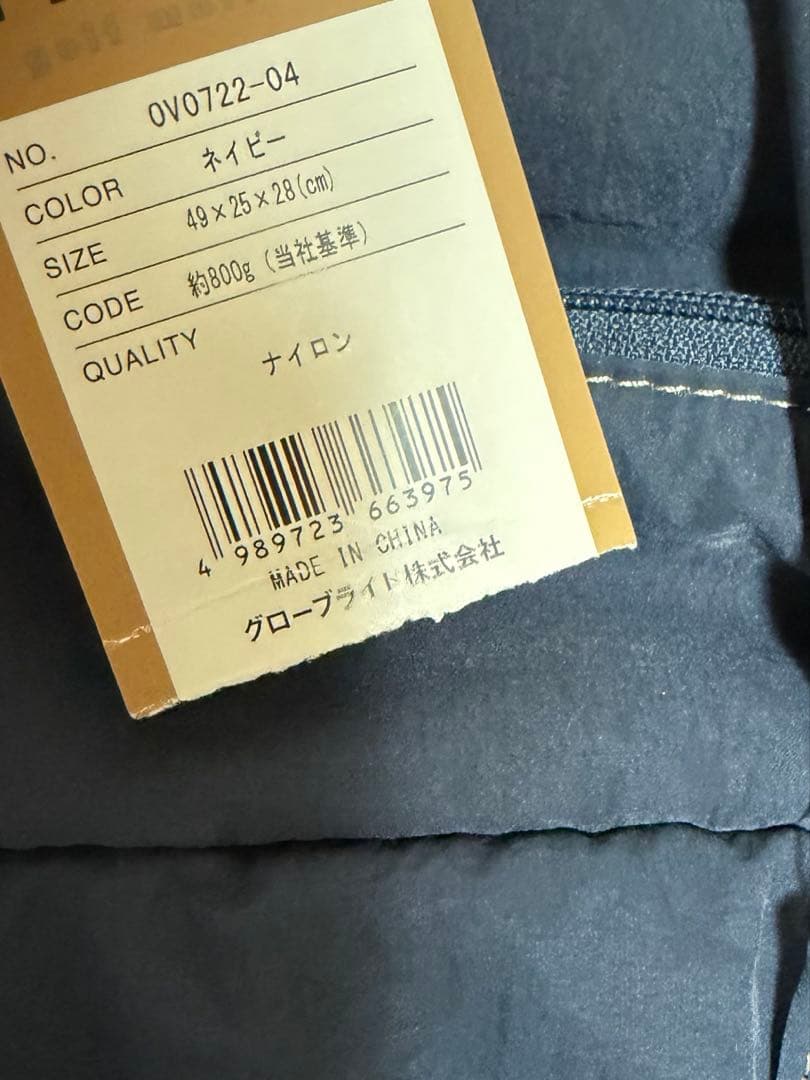 NO. 0V0722-04
COLOR ネイビー
SIZE 49×25×28(cm)
CODE 約800g (当社基準)
QUALITY ナイロン
4 989723 663975
MADE IN CHINA
グローブライト株式会社